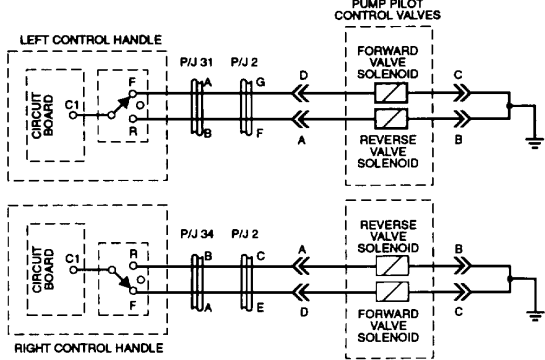 PUMP PILOT
CONTROL VALVES
LEFT CONTROL HANDLE
P/J 31 P/J 2
FORWARD
VALVE
SOLENOID
CIRCUIT
BOARD
C1
F
O
R
A
G
D
C
B
F
A
B
REVERSE
VALVE
SOLENOID
P/J 34 P/J 2
REVERSE
VALVE
SOLENOID
CIRCUIT
BOARD
C1
R
O
F
B
C
A
B
A
E
D
C
FORWARD
VALVE
SOLENOID
RIGHT CONTROL HANDLE